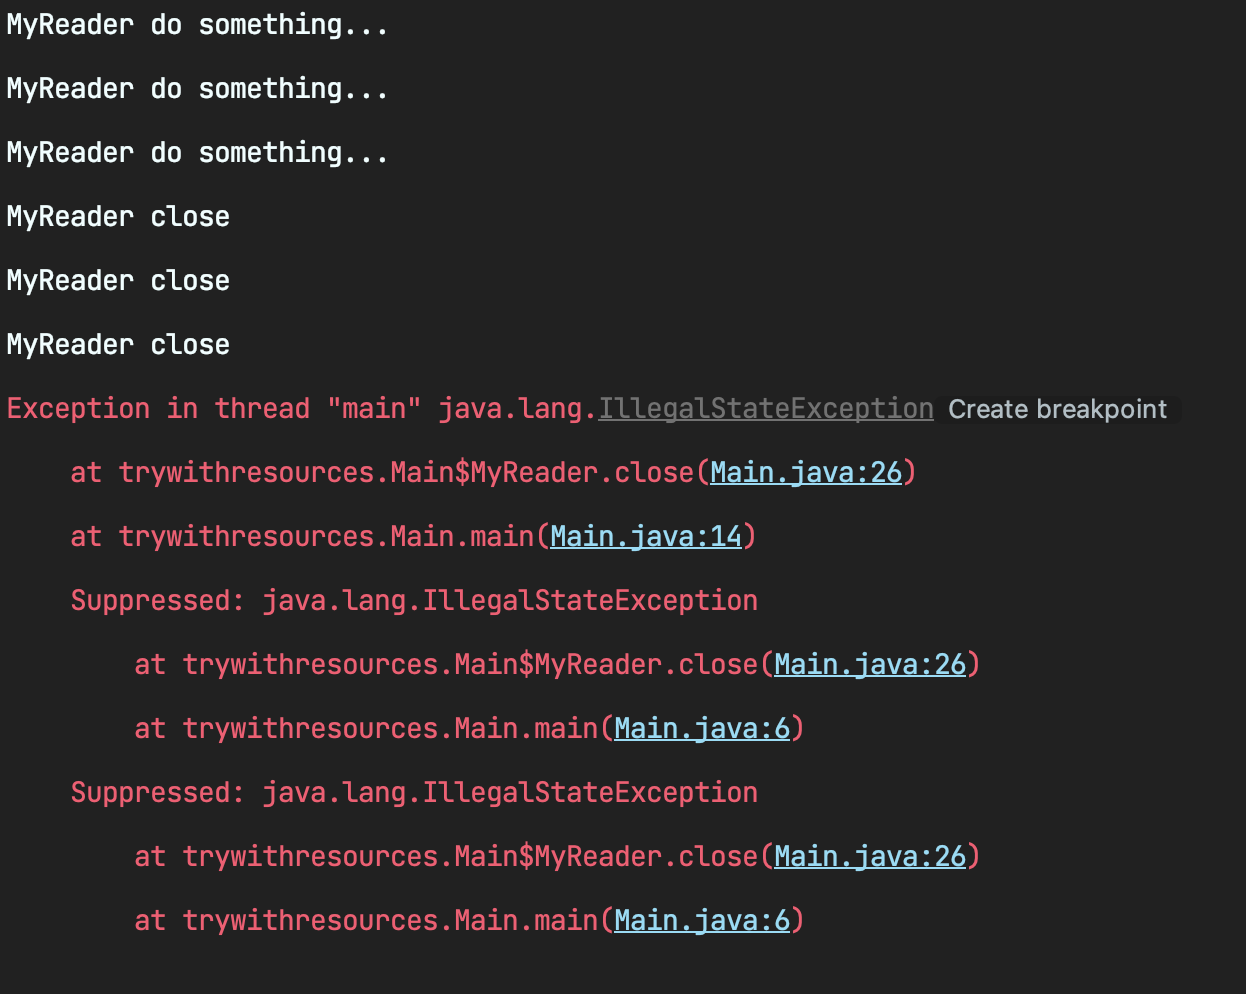 MyReader do something...
MyReader do something...
MyReader do something...
MyReader close
MyReader close
MyReader close
Exception in thread "main" java.lang.IllegalStateException Create breakpoint
at trywithresources.Main$MyReader.close(Main.java:26)
at trywithresources.Main.main(Main.java:14)
Suppressed: java.lang.IllegalStateException
at trywithresources.Main$MyReader.close(Main.java:26)
at trywithresources.Main.main(Main.java:6)
Suppressed: java.lang.IllegalStateException
at trywithresources.Main$MyReader.close(Main.java:26)
at trywithresources.Main.main(Main.java:6)